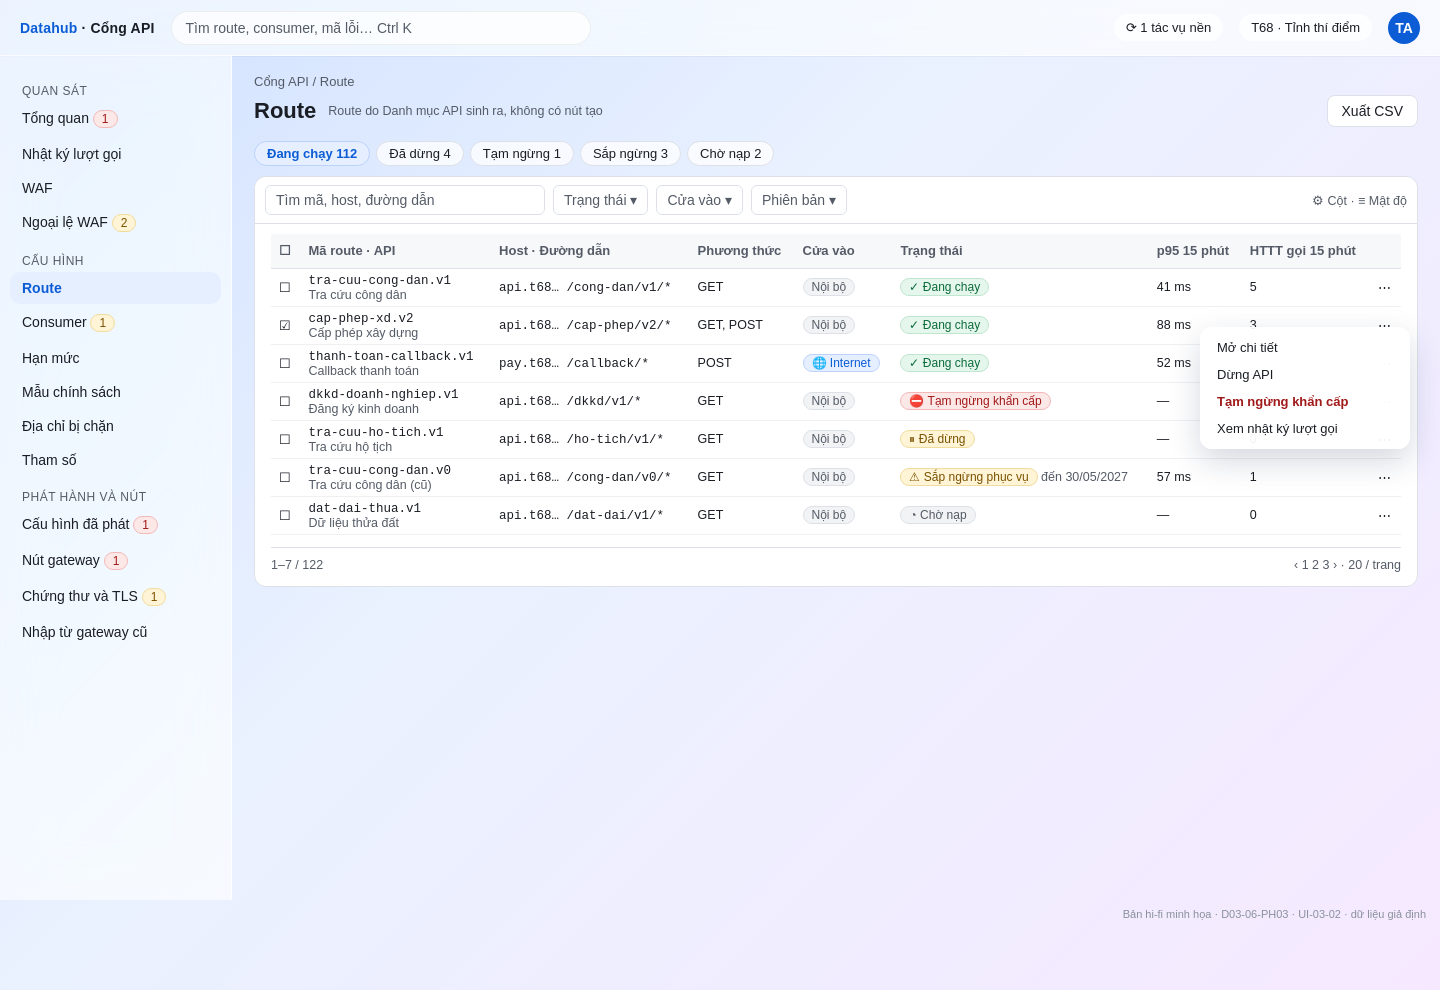 Datahub · Cổng API
Tìm route, consumer, mã lỗi… Ctrl K
⟳ 1 tác vụ nền
T68 · Tỉnh thí điểm
TA
QUAN SÁT
Tổng quan 1
Nhật ký lượt gọi
WAF
Ngoại lệ WAF 2
CẤU HÌNH
Route
Consumer 1
Hạn mức
Mẫu chính sách
Địa chỉ bị chặn
Tham số
PHÁT HÀNH VÀ NÚT
Cấu hình đã phát 1
Nút gateway 1
Chứng thư và TLS 1
Nhập từ gateway cũ
Cổng API / Route
Route Route do Danh mục API sinh ra, không có nút tạo
Xuất CSV
Đang chạy 112 Đã dừng 4 Tạm ngừng 1 Sắp ngừng 3 Chờ nạp 2
Tìm mã, host, đường dẫn Trạng thái ▾ Cửa vào ▾ Phiên bản ▾ ⚙ Cột · ≡ Mật độ
☐ Mã route · API Host · Đường dẫn Phương thức Cửa vào Trạng thái p95 15 phút HTTT gọi 15 phút
☐ tra-cuu-cong-dan.v1 api.t68… /cong-dan/v1/* GET Nội bộ ✓ Đang chạy 41 ms 5 ⋯
Tra cứu công dân
☑ cap-phep-xd.v2 api.t68… /cap-phep/v2/* GET, POST Nội bộ ✓ Đang chạy 88 ms 3 ⋯
Cấp phép xây dựng
☐ thanh-toan-callback.v1 pay.t68… /callback/* POST 🌐 Internet ✓ Đang chạy 52 ms
Callback thanh toán
☐ dkkd-doanh-nghiep.v1 api.t68… /dkkd/v1/* GET Nội bộ ⛔ Tạm ngừng khẩn cấp —
Đăng ký kinh doanh
☐ tra-cuu-ho-tich.v1 api.t68… /ho-tich/v1/* GET Nội bộ ⏸ Đã dừng —
Tra cứu hộ tịch
☐ tra-cuu-cong-dan.v0 api.t68… /cong-dan/v0/* GET Nội bộ ⚠ Sắp ngừng phục vụ đến 30/05/2027 57 ms 1 ⋯
Tra cứu công dân (cũ)
☐ dat-dai-thua.v1 api.t68… /dat-dai/v1/* GET Nội bộ Chờ nạp — 0 ⋯
Dữ liệu thửa đất
Mở chi tiết
Dừng API
Tạm ngừng khẩn cấp
Xem nhật ký lượt gọi
1–7 / 122
‹ 1 2 3 › · 20 / trang
Bản hi-fi minh họa · D03-06-PH03 · UI-03-02 · dữ liệu giả định